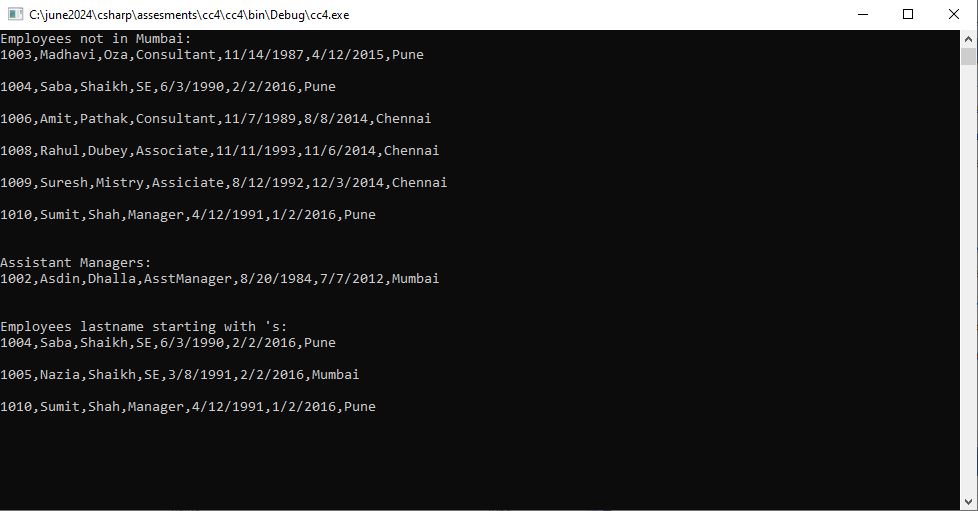 C:\june2024\csharp\assesments\cc4\cc4\bin\Debug\cc4.exe
Employees not in Mumbai:
1003,Madhavi,Oza,Consultant,11/14/1987,4/12/2015,Pune
1004,Saba,Shaikh,SE,6/3/1990,2/2/2016,Pune
1006,Amit,Pathak,Consultant,11/7/1989,8/8/2014,Chennai
1008,Rahul,Dubey,Associate,11/11/1993,11/6/2014,Chennai
1009,Suresh,Mistry,Assiciate,8/12/1992,12/3/2014,Chennai
1010,Sumit,Shah,Manager,4/12/1991,1/2/2016,Pune
Assistant Managers:
1002,Asdin,Dhalla,AsstManager,8/20/1984,7/7/2012,Mumbai
Employees lastname starting with 's:
1004,Saba,Shaikh,SE,6/3/1990,2/2/2016,Pune
1005,Nazia,Shaikh,SE,3/8/1991,2/2/2016,Mumbai
1010,Sumit,Shah,Manager,4/12/1991,1/2/2016,Pune